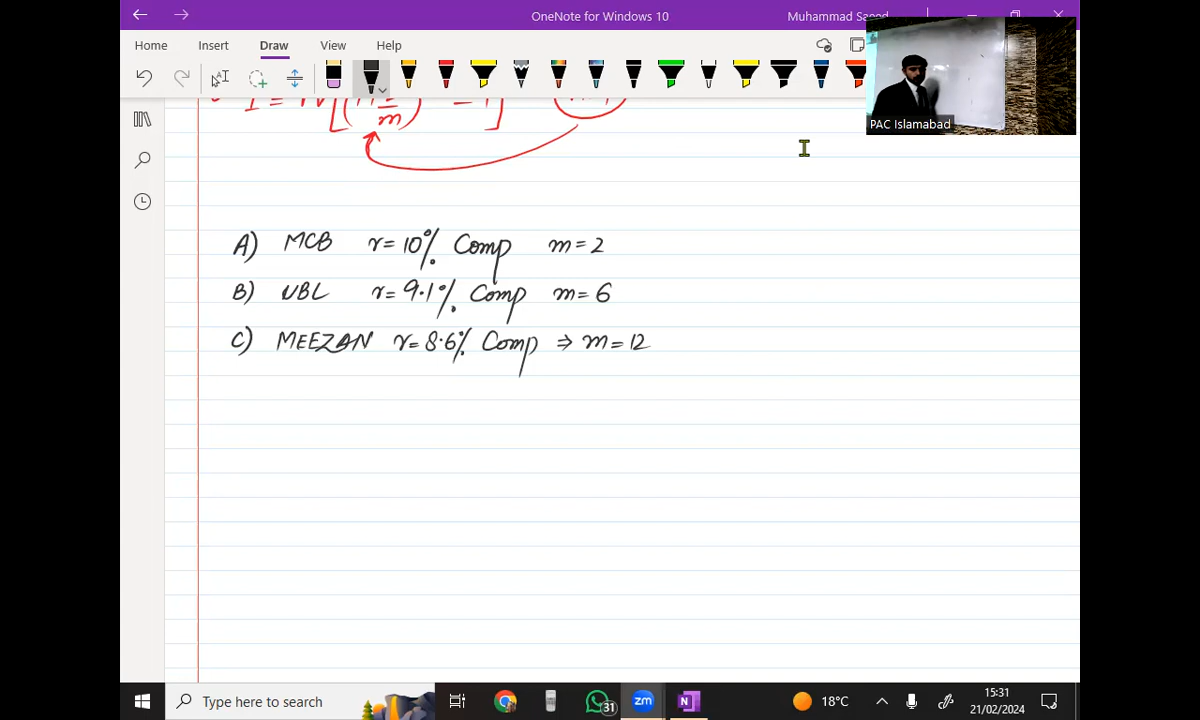 OneNote for Windows 10
Muhammad Saeed
Home Insert Draw View Help
PAC Islamabad
A) MCB r = 10% Comp m = 2
B) UBL r = 9.1% Comp m = 6
C) MEEZAN r = 8.6% Comp ⇒ m = 12
Type here to search
31
zm
N
18°C
15:31
21/02/2024